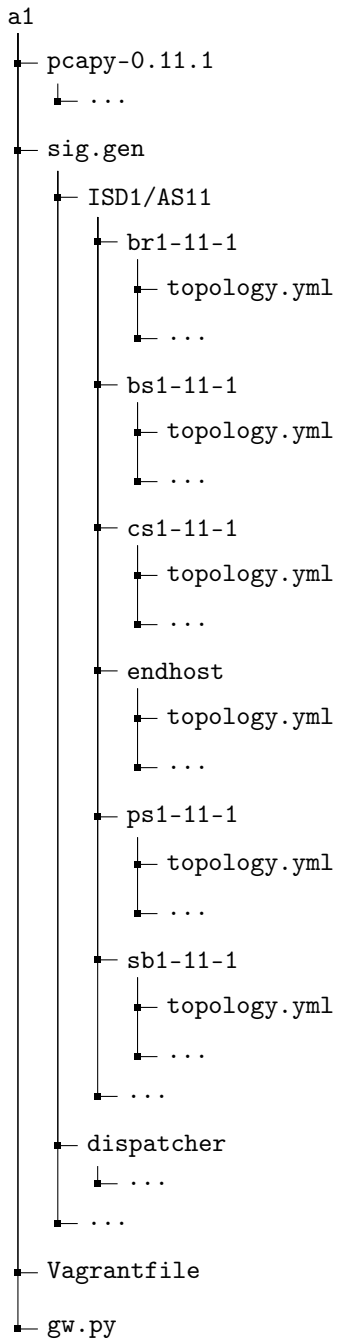 a1
pcapy-0.11.1
...
sig.gen
ISD1/AS11
br1-11-1
topology.yml
...
bs1-11-1
topology.yml
...
cs1-11-1
topology.yml
...
endhost
topology.yml
...
ps1-11-1
topology.yml
...
sb1-11-1
topology.yml
...
...
dispatcher
...
...
Vagrantfile
gw.py